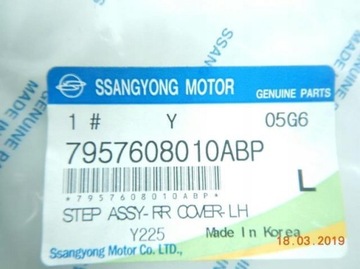 SSANGYONG MOTOR GENUINE PARTS
1 # Y 05G6
7957608010ABP
*7957608010ABP*
L
STEP ASSY-RR COVER-LH
Y225 Made In Korea
Ssangyong Motor Co. LTD.,
18.03.2019